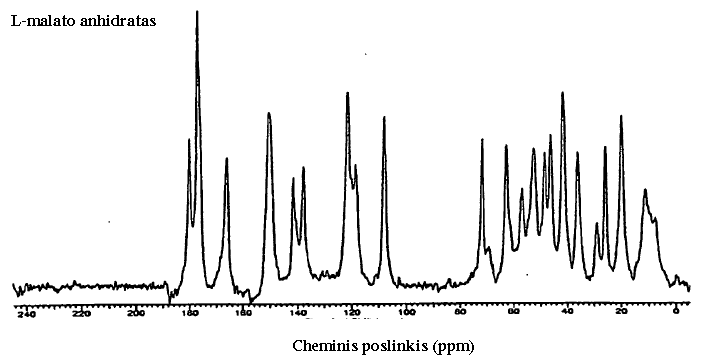 L-malato anhidratas
240 220 200 180 160 140 120 100 80 60 40 20 0
Cheminis poslinkis (ppm)